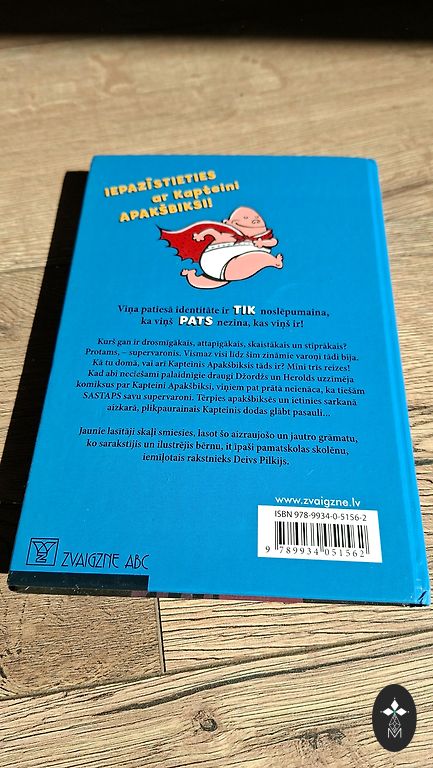 IEPAZĪSTIETIES
ar Kapteini
APAKŠBIKSI!
Viņa patiesā identitāte ir TIK noslēpumaina,
ka viņš PATS nezina, kas viņš ir!
Kurš gan ir drosmīgākais, attapīgākais, skaistākais un stiprākais?
Protams, – supervaronis. Vismaz visi līdz šim zināmie varoņi tādi bija.
Kā tu domā, vai arī Kapteinis Apakšbiksis tāds ir? Mini trīs reizes!
Kad abi neciešami palaidnīgie draugi Džordžs un Herolds uzzīmēja
komiksus par Kapteini Apakšbiksi, viņiem pat prātā nenāca, ka tiešām
SASTAPS savu supervaroni. Tērpies apakšbiksēs un ietinies sarkanā
aizkarā, plikpaurainais Kapteinis dodas glābt pasauli...
Jaunie lasītāji skaļi smiesies, lasot šo aizraujošo un jautro grāmatu,
ko sarakstījis un ilustrējis bērnu, it īpaši pamatskolas skolēnu,
iemīļotais rakstnieks Deivs Pilkijs.
www.zvaigzne.lv
ISBN 978-9934-0-5156-2
9 789934 051562
ZVAIGZNE ABC